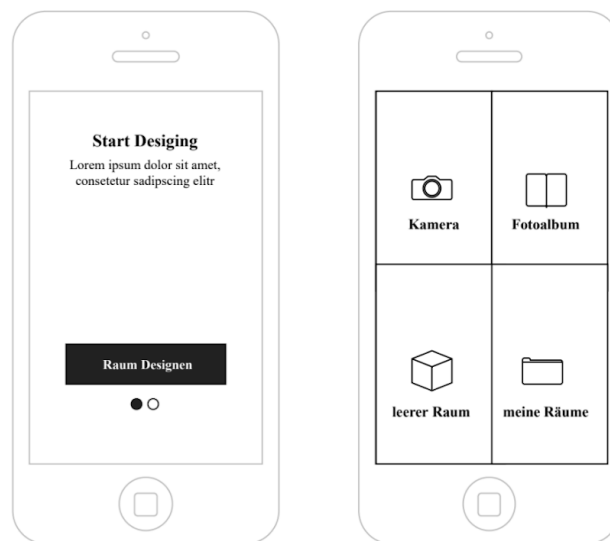 Start Desiging
Lorem ipsum dolor sit amet,
consetetur sadipscing elitr
Raum Designen
Kamera
Fotoalbum
leerer Raum
meine Räume